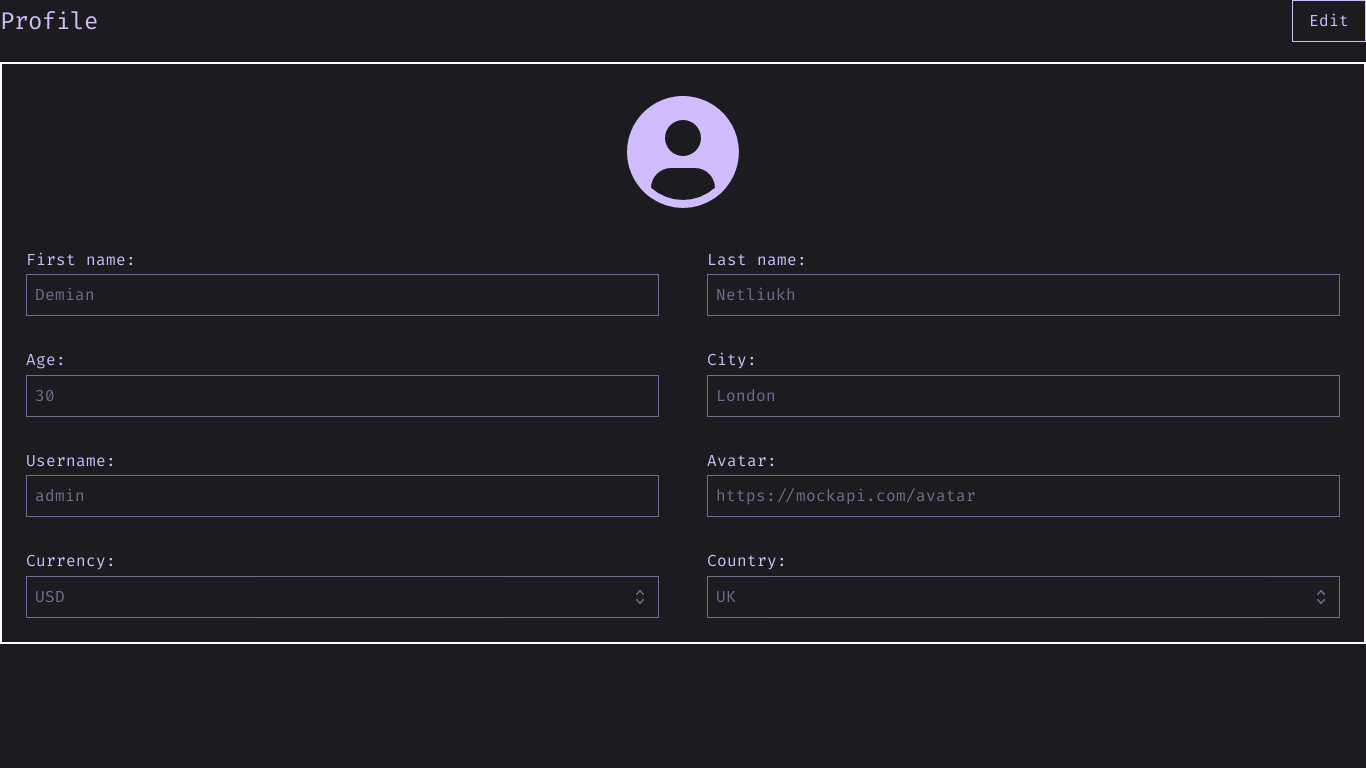 Profile
Edit
First name:
Last name:
Demian
Netliukh
Age:
City:
30
London
Username:
Avatar:
admin
https://mockapi.com/avatar
Currency:
Country:
USD
UK